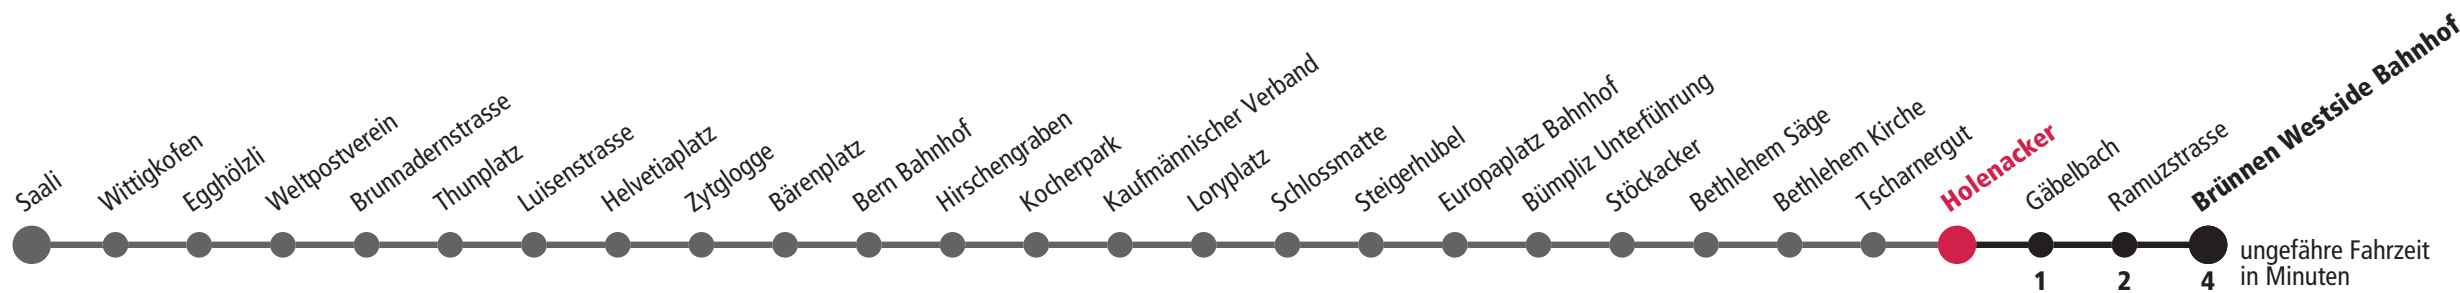 Saali
Wittigkofen
Egghölzli
Weltpostverein
Brunnadernstrasse
Thunplatz
Luisenstrasse
Helvetiaplatz
Zytglogge
Bärenplatz
Bern Bahnhof
Hirschengraben
Kocherpark
Kaufmännischer Verband
Loryplatz
Schlossmatte
Steigerhubel
Europaplatz Bahnhof
Bümpliz Unterführung
Stöckacker
Bethlehem Säge
Bethlehem Kirche
Tscharnergut
Holenacker
Gäbelbach
Ramuzstrasse
Brünnen Westside Bahnhof
1
2
4
ungefähre Fahrzeit
in Minuten